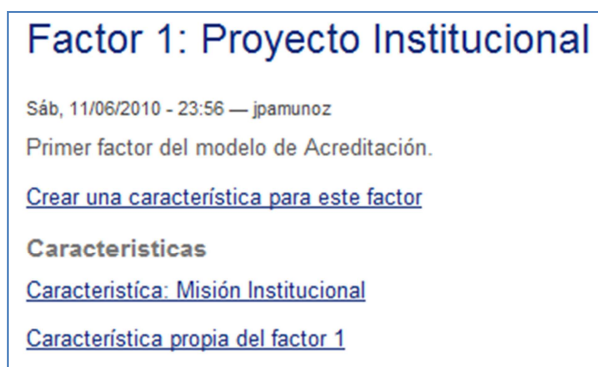 Factor 1: Proyecto Institucional
Sáb, 11/06/2010 - 23:56 — jpamunoz
Primer factor del modelo de Acreditación.
Crear una característica para este factor
Caracteristicas
Caracteristíca: Misión Institucional
Característica propia del factor 1